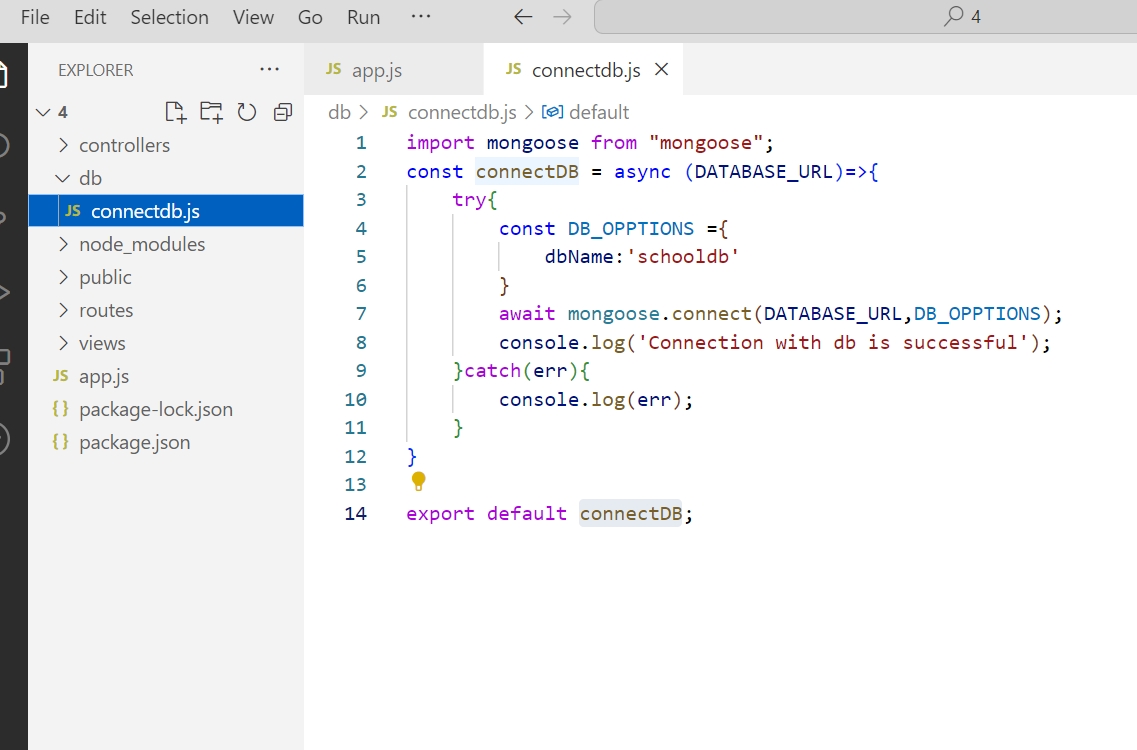 File Edit Selection View Go Run ··· 4
EXPLORER ···
4
controllers
db
JS connectdb.js
node_modules
public
routes
views
JS app.js
{} package-lock.json
{} package.json
JS app.js JS connectdb.js
db > JS connectdb.js > default
1 import mongoose from "mongoose";
2 const connectDB = async (DATABASE_URL)=>{
3 try{
4 const DB_OPPTIONS ={
5 dbName:'schooldb'
6 }
7 await mongoose.connect(DATABASE_URL,DB_OPPTIONS);
8 console.log('Connection with db is successful');
9 }catch(err){
10 console.log(err);
11 }
12 }
13
14 export default connectDB;